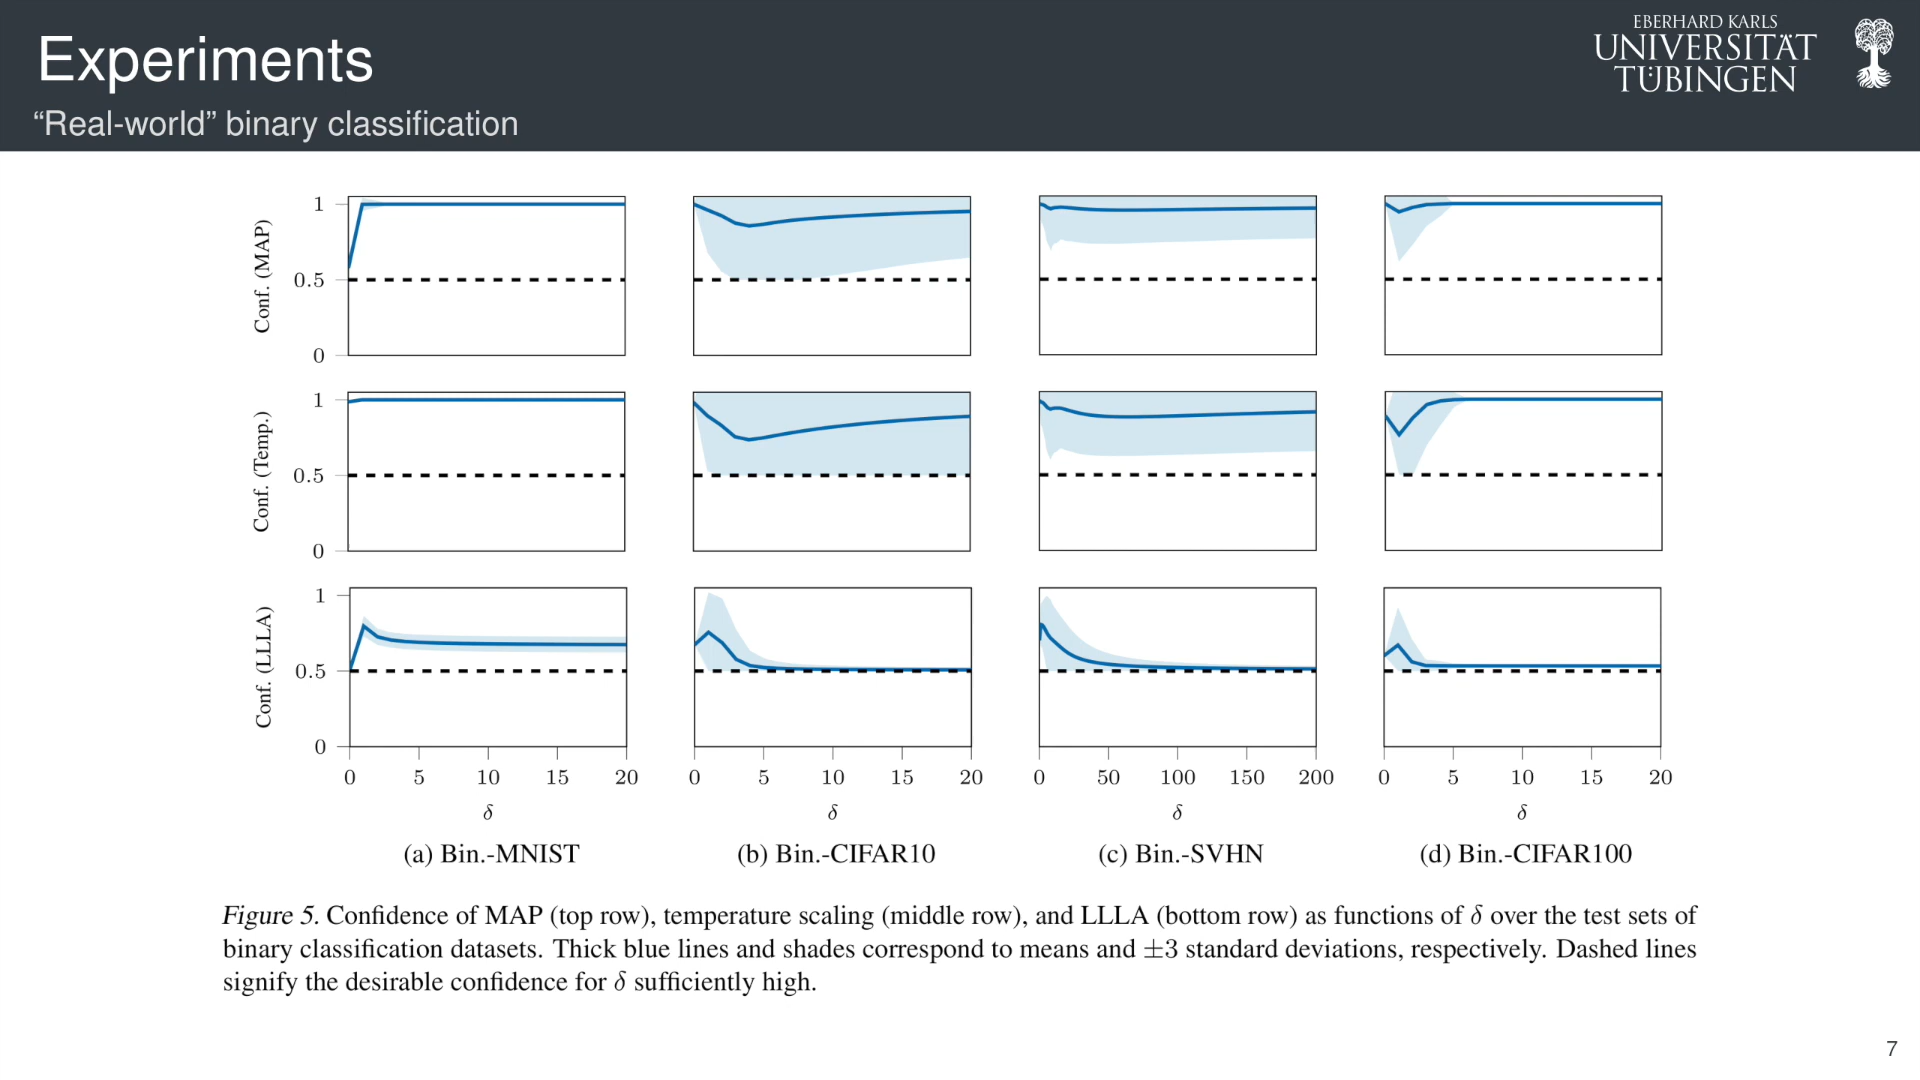 Experiments
“Real-world” binary classification
EBERHARD KARLS
UNIVERSITÄT
TÜBINGEN
Conf. (MAP)
1
0.5
0
Conf. (Temp.)
1
0.5
0
Conf. (LLLA)
1
0.5
0
0 5 10 15 20
0 5 10 15 20
0 50 100 150 200
0 5 10 15 20
δ δ δ δ
(a) Bin.-MNIST
(b) Bin.-CIFAR10
(c) Bin.-SVHN
(d) Bin.-CIFAR100
Figure 5. Confidence of MAP (top row), temperature scaling (middle row), and LLLA (bottom row) as functions of δ over the test sets of
binary classification datasets. Thick blue lines and shades correspond to means and ±3 standard deviations, respectively. Dashed lines
signify the desirable confidence for δ sufficiently high.
7